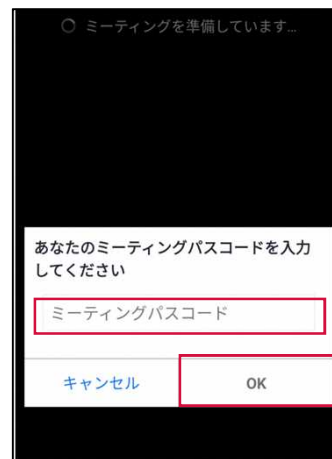 ミーティングを準備しています...
あなたのミーティングパスコードを入力
してください
ミーティングパスコード
キャンセル
OK